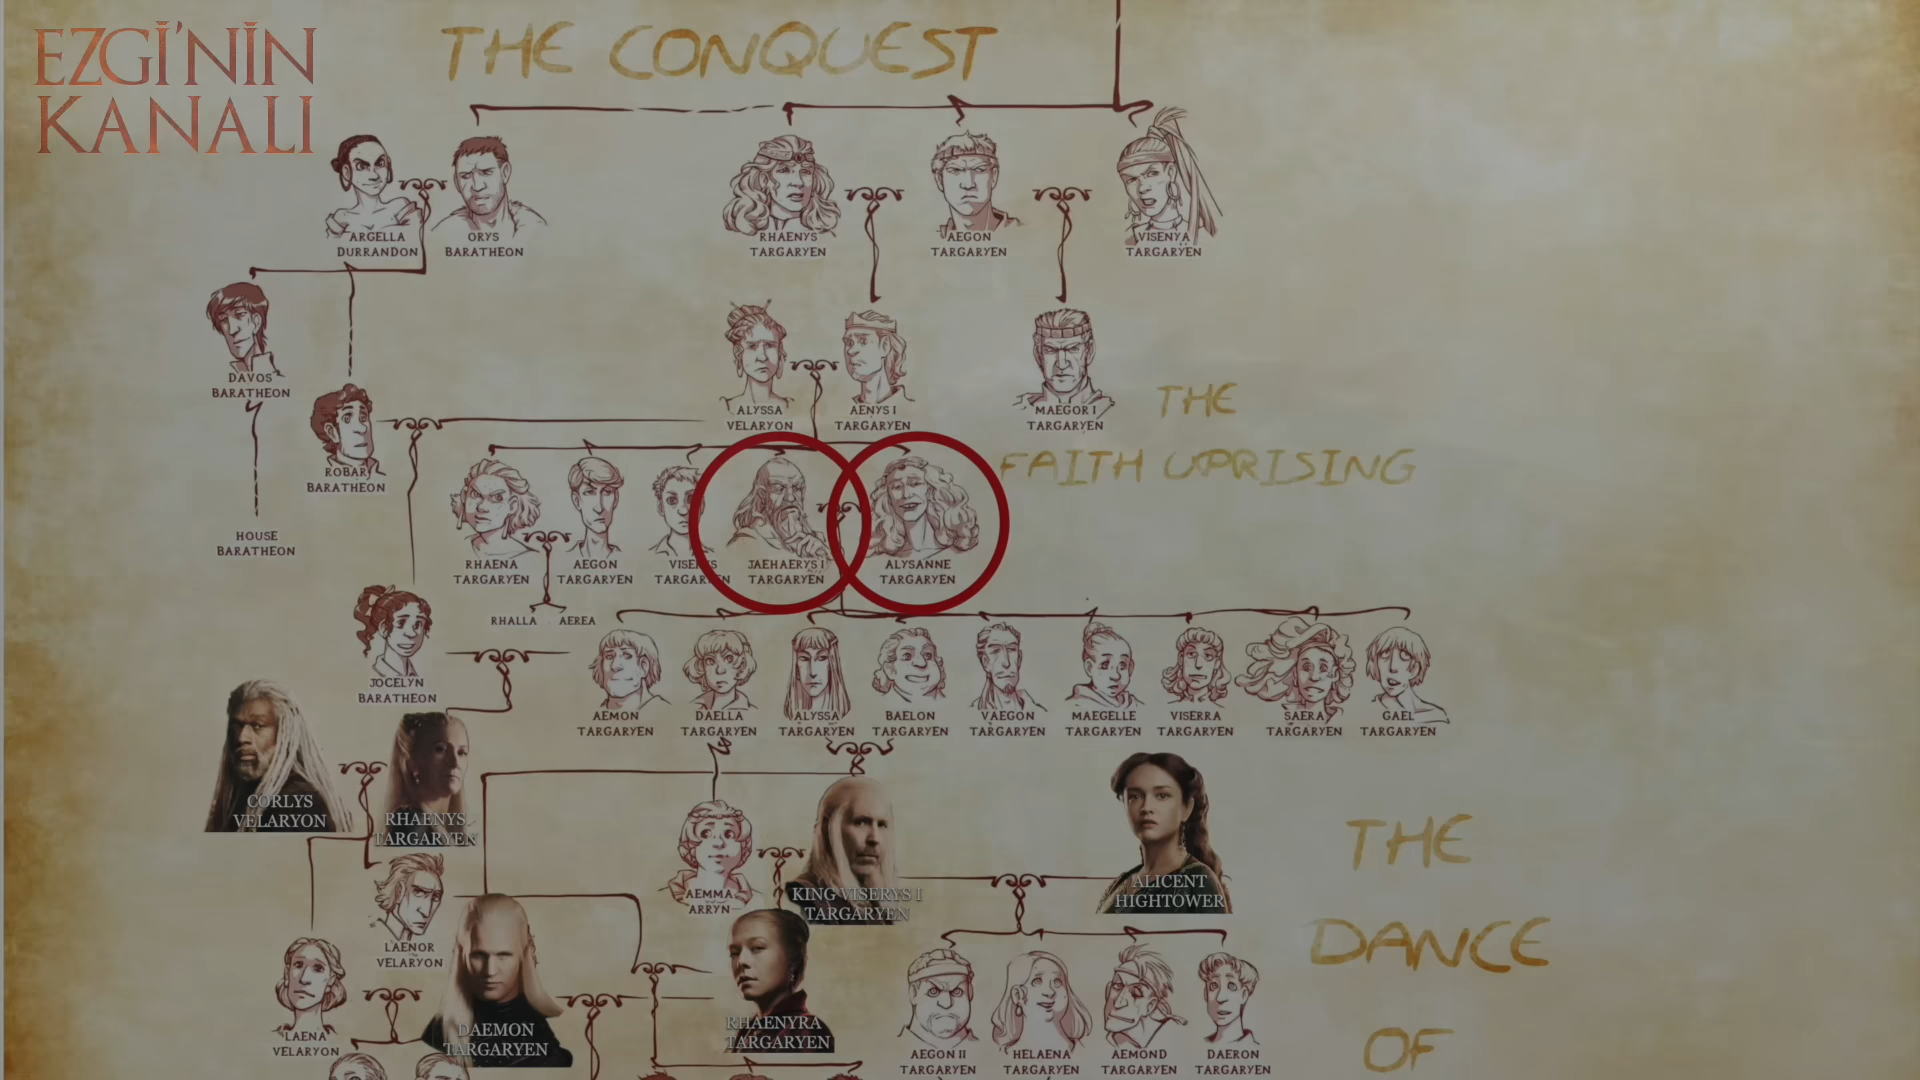 EZGİ'NİN
KANALI
THE CONQUEST
ARGELLA
DURRANDON
ORYS
BARATHEON
RHAENYS
TARGARYEN
AEGON
TARGARYEN
VISENYA
TARGARYEN
DAVOS
BARATHEON
ALYSSA
VELARYON
AENYS I
TARGARYEN
MAEGOR I
TARGARYEN
THE
FAITH UPRISING
ROBAR
BARATHEON
HOUSE
BARATHEON
RHAENA
TARGARYEN
AEGON
TARGARYEN
VISERYS
TARGARYEN
JAEHAERYS I
TARGARYEN
ALYSANNE
TARGARYEN
RHALLA
AEREA
JOCELYN
BARATHEON
AEMON
TARGARYEN
DAELLA
TARGARYEN
ALYSSA
TARGARYEN
BAELON
TARGARYEN
VAEGON
TARGARYEN
MAEGELLE
TARGARYEN
VISERRA
TARGARYEN
SAERA
TARGARYEN
GAEL
TARGARYEN
CORLYS
VELARYON
RHAENYS
TARGARYEN
AEMMA
ARRYN
KING VISERYS I
TARGARYEN
ALICENT
HIGHTOWER
THE
DANCE
OF
LAENOR
VELARYON
LAENA
VELARYON
DAEMON
TARGARYEN
RHAENYRA
TARGARYEN
AEGON II
TARGARYEN
HELAENA
TARGARYEN
AEMOND
TARGARYEN
DAERON
TARGARYEN